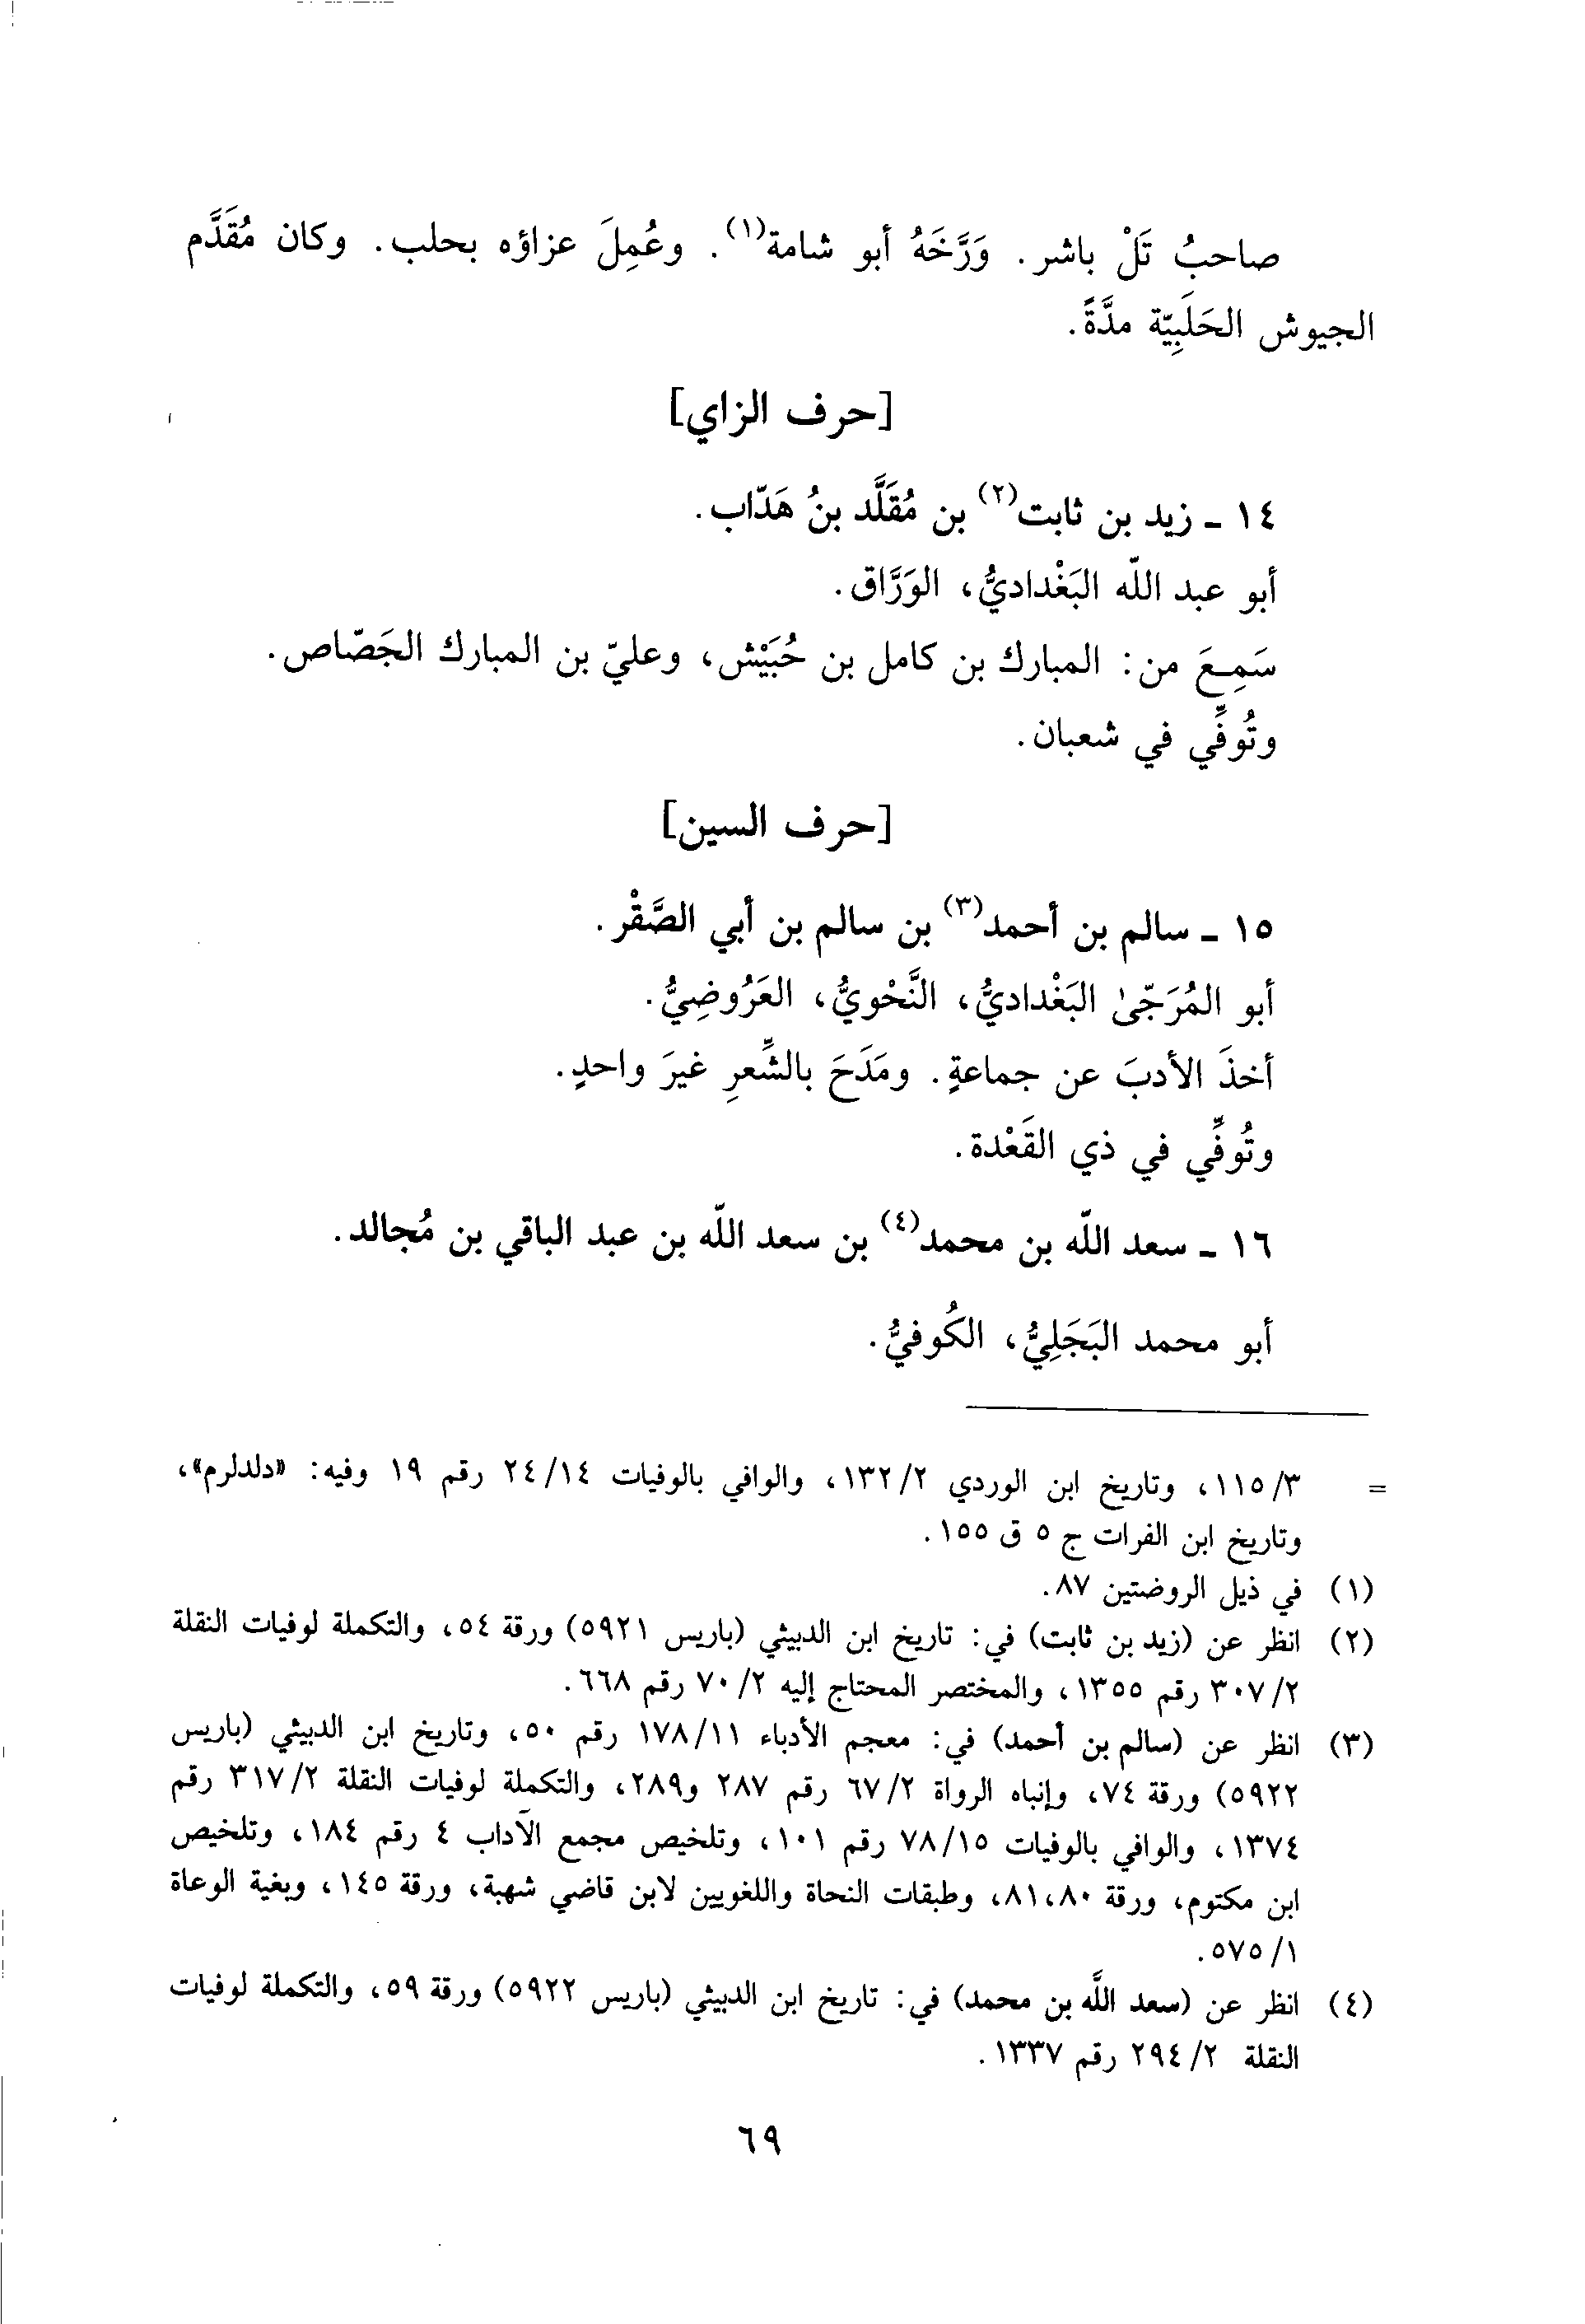 صاحبُ تَلْ باشر. وَرَّخَهُ أبو شامة(١). وعُمِلَ عزاؤه بحلب. وكان مُقَدَّم
الجيوش الحَلَبِيّة مدَّةً.
[حرف الزاي]
١٤ ـ زيد بن ثابت(٢) بن مُقَلَّد بنُ هَدّاب.
أبو عبد اللّه البَغْداديُّ، الوَرَّاق.
سَمِعَ من: المبارك بن كامل بن حُبَيْش، وعليّ بن المبارك الجَصّاص.
وتُوفِّي في شعبان.
[حرف السين]
١٥ ـ سالم بن أحمد(٣) بن سالم بن أبي الصَّقْر.
أبو المُرَجّىٰ البَغْداديُّ، النَّحْويُّ، العَرُوضِيُّ.
أخذَ الأدبَ عن جماعةٍ. ومَدَحَ بالشِّعرِ غيرَ واحدٍ.
وتُوفِّي في ذي القَعْدة.
١٦ ـ سعد اللّه بن محمد(٤) بن سعد اللّه بن عبد الباقي بن مُجالد.
أبو محمد البَجَلِيُّ، الكُوفيُّ.
= ٣/ ١١٥، وتاريخ ابن الوردي ٢/ ١٣٢، والوافي بالوفيات ١٤/ ٢٤ رقم ١٩ وفيه: «دلدلرم»،
وتاريخ ابن الفرات ج ٥ ق ١٥٥.
(١) في ذيل الروضتين ٨٧.
(٢) انظر عن (زيد بن ثابت) في: تاريخ ابن الدبيثي (باريس ٥٩٢١) ورقة ٥٤، والتكملة لوفيات النقلة
٢/ ٣٠٧ رقم ١٣٥٥، والمختصر المحتاج إليه ٢/ ٧٠ رقم ٦٦٨.
(٣) انظر عن (سالم بن أحمد) في: معجم الأدباء ١١/ ١٧٨ رقم ٥٠، وتاريخ ابن الدبيثي (باريس
٥٩٢٢) ورقة ٧٤، وإنباه الرواة ٢/ ٦٧ رقم ٢٨٧ و٢٨٩، والتكملة لوفيات النقلة ٢/ ٣١٧ رقم
١٣٧٤، والوافي بالوفيات ١٥/ ٧٨ رقم ١٠١، وتلخيص مجمع الآداب ٤ رقم ١٨٤، وتلخيص
ابن مكتوم، ورقة ٨٠، ٨١، وطبقات النحاة واللغويين لابن قاضي شهبة، ورقة ١٤٥، وبغية الوعاة
١/ ٥٧٥.
(٤) انظر عن (سعد اللّه بن محمد) في: تاريخ ابن الدبيثي (باريس ٥٩٢٢) ورقة ٥٩، والتكملة لوفيات
النقلة ٢/ ٢٩٤ رقم ١٣٣٧.
٦٩